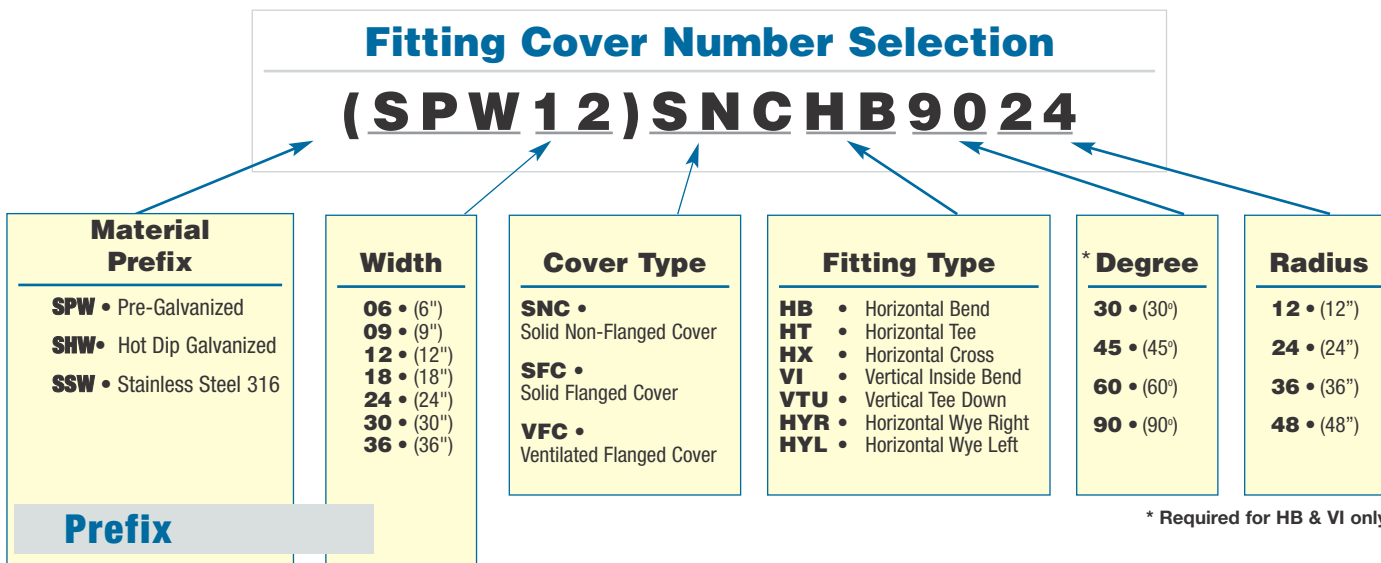 Fitting Cover Number Selection
(SPW12)SNCHB9024
Material
Prefix
SPW • Pre-Galvanized
SHW• Hot Dip Galvanized
SSW • Stainless Steel 316
Width
06 • (6")
09 • (9")
12 • (12")
18 • (18")
24 • (24")
30 • (30")
36 • (36")
Prefix
Cover Type
SNC •
Solid Non-Flanged Cover
SFC •
Solid Flanged Cover
VFC •
Ventilated Flanged Cover
Fitting Type
HB • Horizontal Bend
HT • Horizontal Tee
HX • Horizontal Cross
VI • Vertical Inside Bend
VTU • Vertical Tee Down
HYR • Horizontal Wye Right
HYL • Horizontal Wye Left
* Degree
30 • (30º)
45 • (45º)
60 • (60º)
90 • (90º)
Radius
12 • (12”)
24 • (24”)
36 • (36”)
48 • (48”)
* Required for HB & VI only